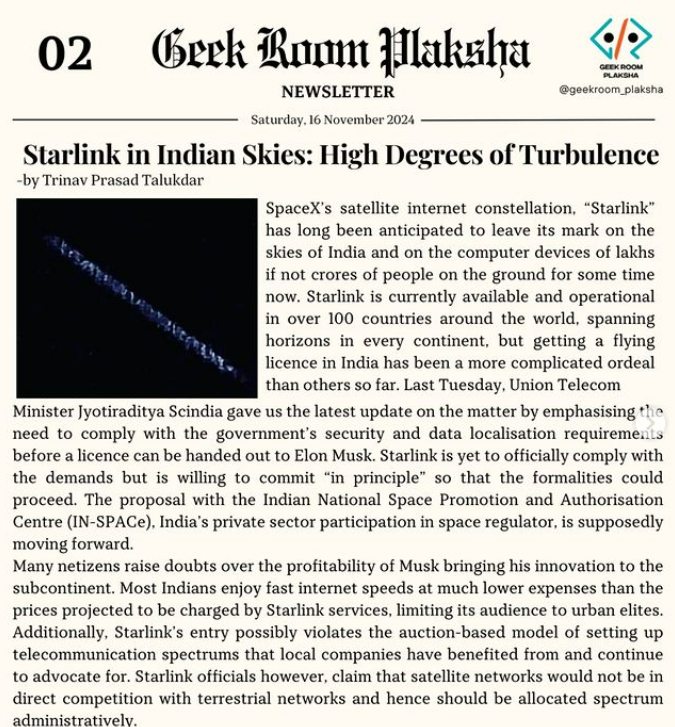 02
Geek Room Plaksha
GEEK ROOM
PLAKSHA
NEWSLETTER
@geekroom_plaksha
Saturday, 16 November 2024
Starlink in Indian Skies: High Degrees of Turbulence
-by Trinav Prasad Talukdar
SpaceX's satellite internet constellation, “Starlink”
has long been anticipated to leave its mark on the
skies of India and on the computer devices of lakhs
if not crores of people on the ground for some time
now. Starlink is currently available and operational
in over 100 countries around the world, spanning
horizons in every continent, but getting a flying
licence in India has been a more complicated ordeal
than others so far. Last Tuesday, Union Telecom
Minister Jyotiraditya Scindia gave us the latest update on the matter by emphasising the
need to comply with the government's security and data localisation requirements
before a licence can be handed out to Elon Musk. Starlink is yet to officially comply with
the demands but is willing to commit “in principle” so that the formalities could
proceed. The proposal with the Indian National Space Promotion and Authorisation
Centre (IN-SPACe), India's private sector participation in space regulator, is supposedly
moving forward.
Many netizens raise doubts over the profitability of Musk bringing his innovation to the
subcontinent. Most Indians enjoy fast internet speeds at much lower expenses than the
prices projected to be charged by Starlink services, limiting its audience to urban elites.
Additionally, Starlink's entry possibly violates the auction-based model of setting up
telecommunication spectrums that local companies have benefited from and continue
to advocate for. Starlink officials however, claim that satellite networks would not be in
direct competition with terrestrial networks and hence should be allocated spectrum
administratively.